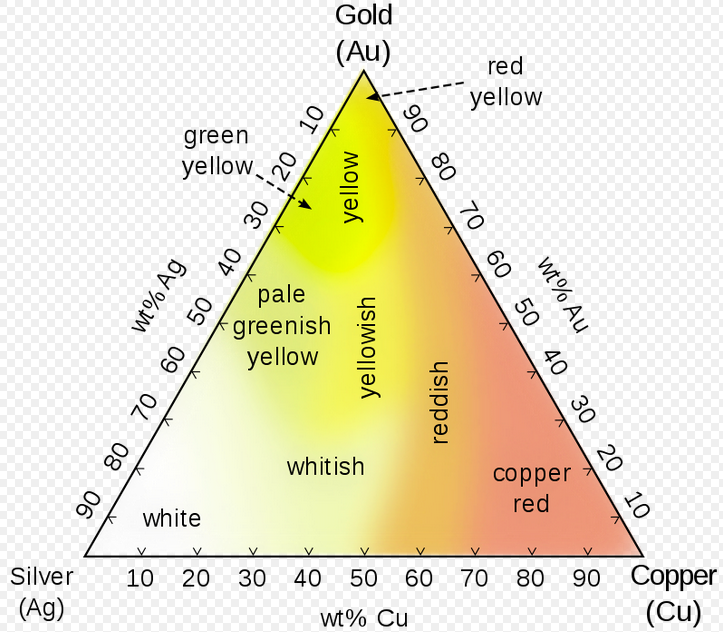 Gold
(Au)
red
yellow
green
yellow
10
90
20
80
yellow
30
70
40
60
wt% Ag
wt% Au
pale
greenish
yellow
50
50
yellowish
60
40
reddish
70
30
80
20
whitish
copper
red
90
10
white
Silver
(Ag)
10 20 30 40 50 60 70 80 90
Copper
(Cu)
wt% Cu